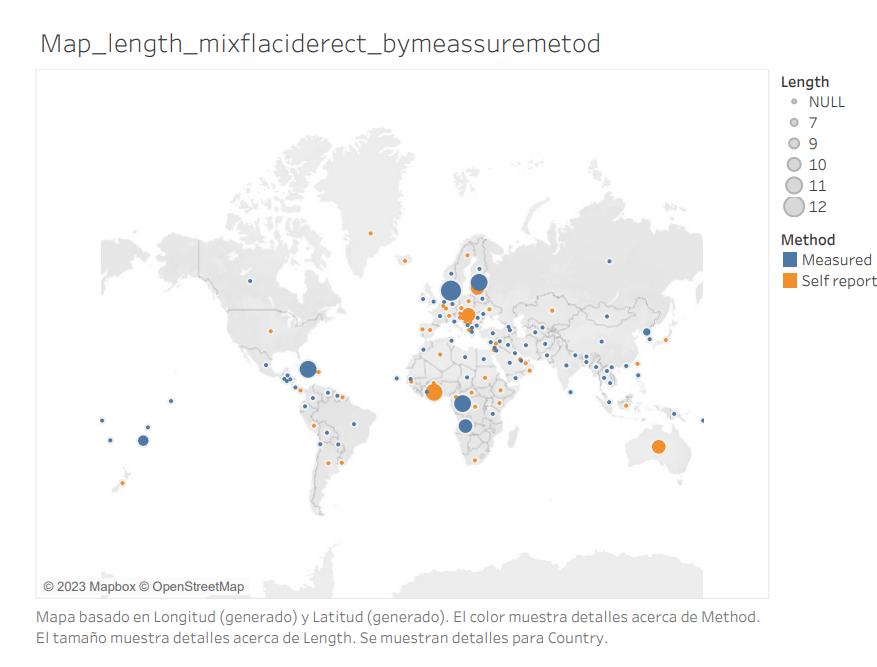 Map_length_mixflaciderect_bymeassuremetod
Length
NULL
7
9
10
11
12
Method
Measured
Self report
© 2023 Mapbox © OpenStreetMap
Mapa basado en Longitud (generado) y Latitud (generado). El color muestra detalles acerca de Method.
El tamaño muestra detalles acerca de Length. Se muestran detalles para Country.